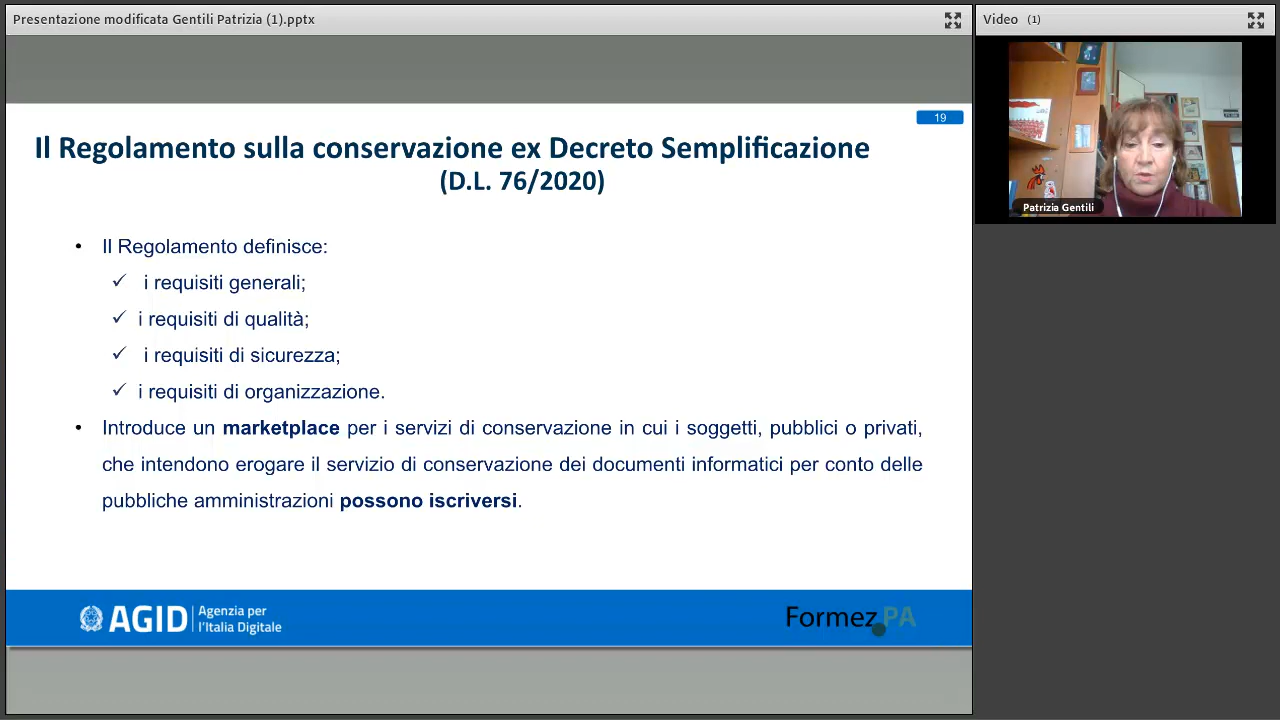 Presentazione modificata Gentili Patrizia (1).pptx
Video (1)
19
Il Regolamento sulla conservazione ex Decreto Semplificazione
(D.L. 76/2020)
Patrizia Gentili
• Il Regolamento definisce:
✓ i requisiti generali;
✓ i requisiti di qualità;
✓ i requisiti di sicurezza;
✓ i requisiti di organizzazione.
• Introduce un marketplace per i servizi di conservazione in cui i soggetti, pubblici o privati,
che intendono erogare il servizio di conservazione dei documenti informatici per conto delle
pubbliche amministrazioni possono iscriversi.
AGID Agenzia per
l'Italia Digitale
Formez PA